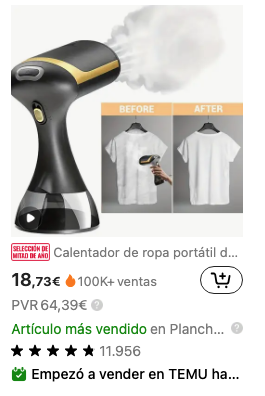 BEFORE
AFTER
SELECCIÓN DE
MITAD DE AÑO
Calentador de ropa portátil d...
18,73€ 100K+ ventas
PVR 64,39€
Artículo más vendido en Planch...
11.956
Empezó a vender en TEMU ha...